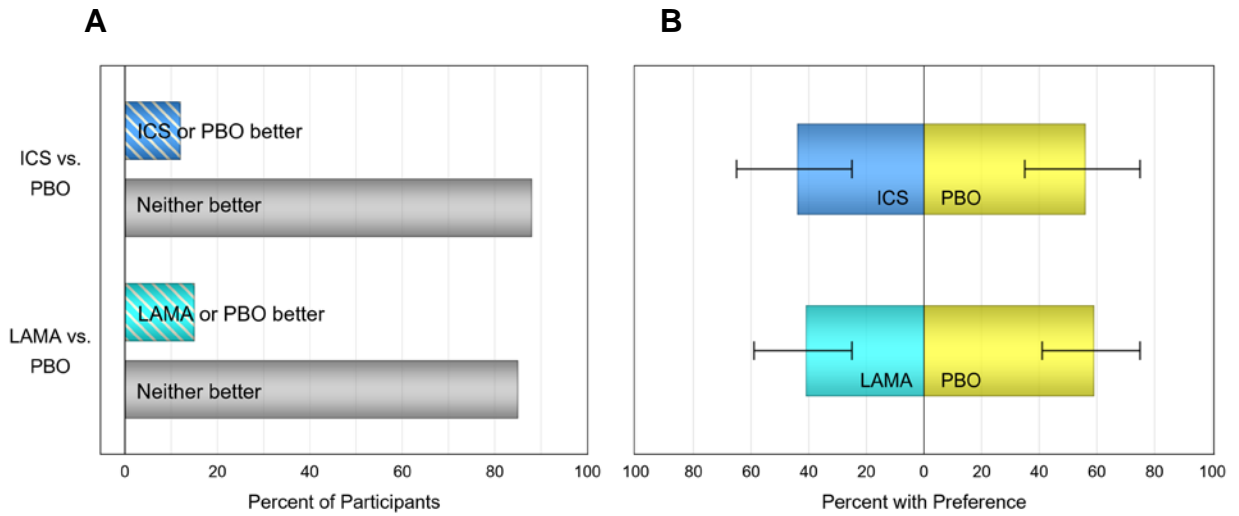 A
B
ICS vs.
PBO
ICS or PBO better
Neither better
LAMA vs.
PBO
LAMA or PBO better
Neither better
0 20 40 60 80 100
Percent of Participants
ICS PBO
LAMA PBO
100 80 60 40 20 0 20 40 60 80 100
Percent with Preference